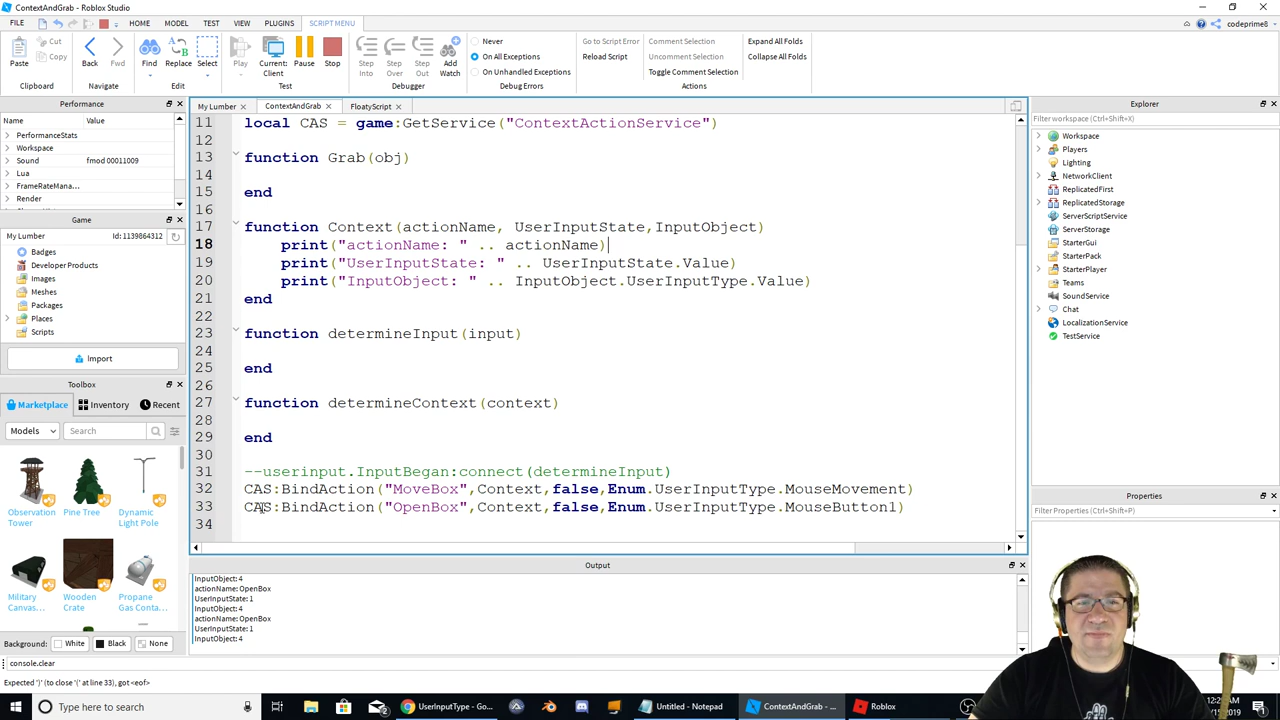 ContextAndGrab - Roblox Studio
FILE HOME MODEL TEST VIEW PLUGINS SCRIPT MENU codeprime8
Paste Cut Copy Back Fwd Find Replace Select Play Current: Client Pause Stop Step Into Step Over Step Out Add Watch
Never
On All Exceptions
On Unhandled Exceptions
Go to Script Error
Reload Script
Comment Selection
Uncomment Selection
Toggle Comment Selection
Expand All Folds
Collapse All Folds
Clipboard Navigate Edit Test Debugger Debug Errors Actions
Performance
Name Value
PerformanceStats
Workspace
Sound fmod 00011009
Lua
FrameRateMana...
Render
Game
My Lumber Id: 1139864312
Badges
Developer Products
Images
Meshes
Packages
Places
Scripts
Import
Toolbox
Marketplace Inventory Recent
Models Search
Observation Tower
Pine Tree
Dynamic Light Pole
Military Canvas...
Wooden Crate
Propane Gas Conta...
Background: White Black None
My Lumber ContextAndGrab FloatyScript
11 local CAS = game:GetService("ContextActionService")
12
13 function Grab(obj)
14
15 end
16
17 function Context(actionName, UserInputState,InputObject)
18 print("actionName: " .. actionName)
19 print("UserInputState: " .. UserInputState.Value)
20 print("InputObject: " .. InputObject.UserInputType.Value)
21 end
22
23 function determineInput(input)
24
25 end
26
27 function determineContext(context)
28
29 end
30
31 --userinput.InputBegan:connect(determineInput)
32 CAS:BindAction("MoveBox",Context,false,Enum.UserInputType.MouseMovement)
33 CAS:BindAction("OpenBox",Context,false,Enum.UserInputType.MouseButton1)
34
Output
InputObject: 4
actionName: OpenBox
UserInputState: 1
InputObject: 4
actionName: OpenBox
UserInputState: 1
InputObject: 4
Explorer
Filter workspace (Ctrl+Shift+X)
Workspace
Players
Lighting
NetworkClient
ReplicatedFirst
ReplicatedStorage
ServerScriptService
ServerStorage
StarterGui
StarterPack
StarterPlayer
Teams
SoundService
Chat
LocalizationService
TestService
Properties
Filter Properties (Ctrl+Shift+P)
console.clear
Expected ')' (to close '(' at line 33), got <eof>
Type here to search
UserInputType - Go...
Untitled - Notepad
ContextAndGrab - ...
Roblox